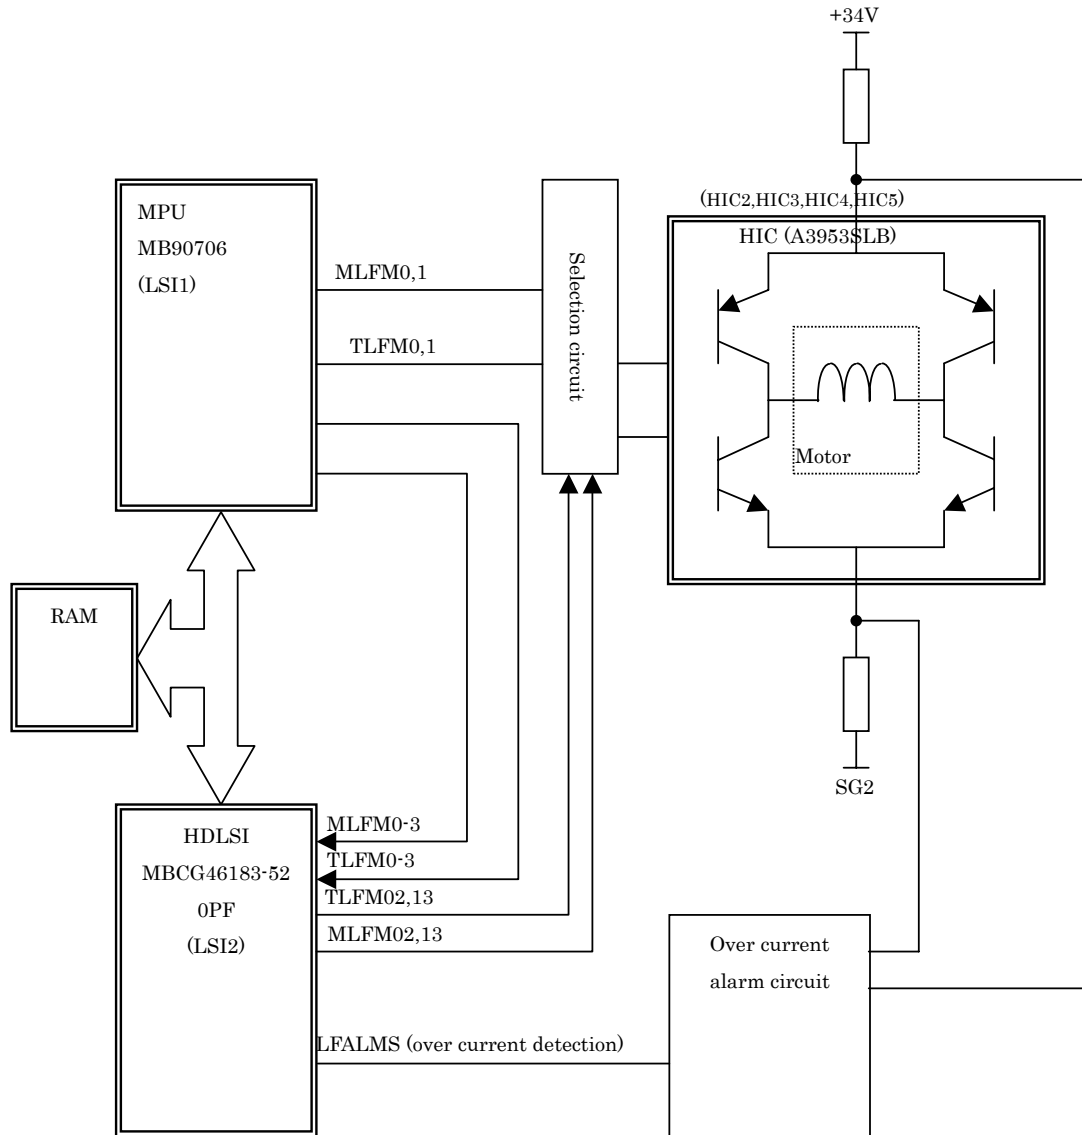 +34V
(HIC2,HIC3,HIC4,HIC5)
HIC (A3953SLB)
MPU
MB90706
(LSI1)
MLFM0,1
TLFM0,1
Selection circuit
Motor
RAM
SG2
HDLSI
MBCG46183-52
0PF
(LSI2)
MLFM0-3
TLFM0-3
TLFM02,13
MLFM02,13
Over current
alarm circuit
LFALMS (over current detection)